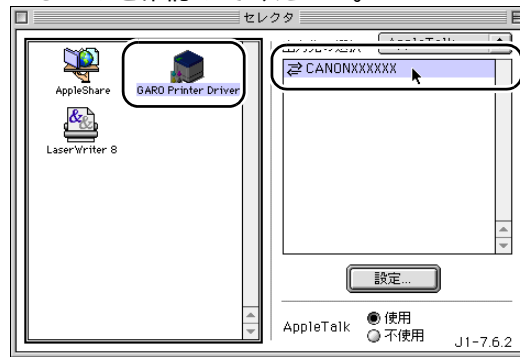 セレクタ
AppleShare
GARO Printer Driver
LaserWriter 8
AppleTalk
CANONXXXXXX
設定...
AppleTalk
使用
不使用
J1-7.6.2